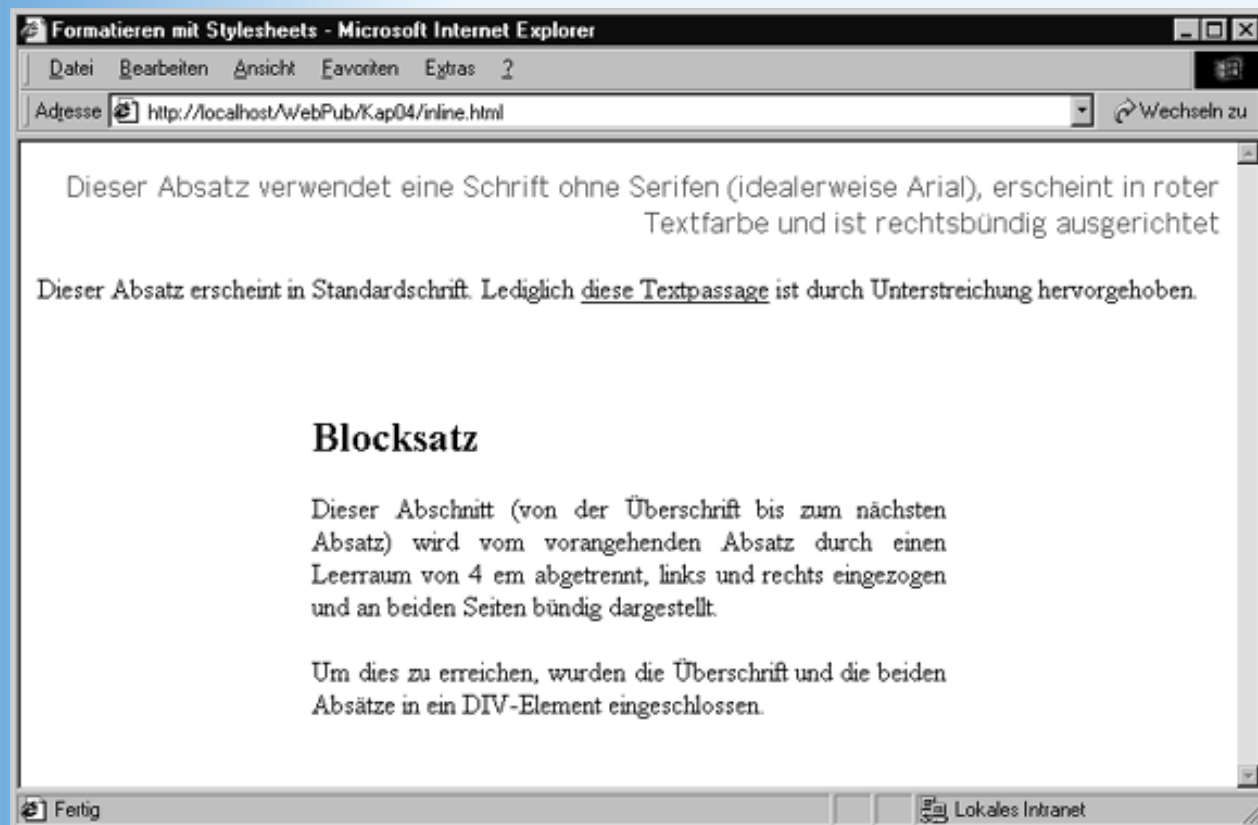 Formatieren mit Stylesheets - Microsoft Internet Explorer
Datei Bearbeiten Ansicht Favoriten Extras ?
Adresse http://localhost/WebPub/Kap04/inline.html Wechseln zu
Dieser Absatz verwendet eine Schrift ohne Serifen (idealerweise Arial), erscheint in roter
Textfarbe und ist rechtsbündig ausgerichtet
Dieser Absatz erscheint in Standardschrift. Lediglich diese Textpassage ist durch Unterstreichung hervorgehoben.
Blocksatz
Dieser Abschnitt (von der Überschrift bis zum nächsten
Absatz) wird vom vorangehenden Absatz durch einen
Leerraum von 4 em abgetrennt, links und rechts eingezogen
und an beiden Seiten bündig dargestellt.
Um dies zu erreichen, wurden die Überschrift und die beiden
Absätze in ein DIV-Element eingeschlossen.
Fertig Lokales Intranet